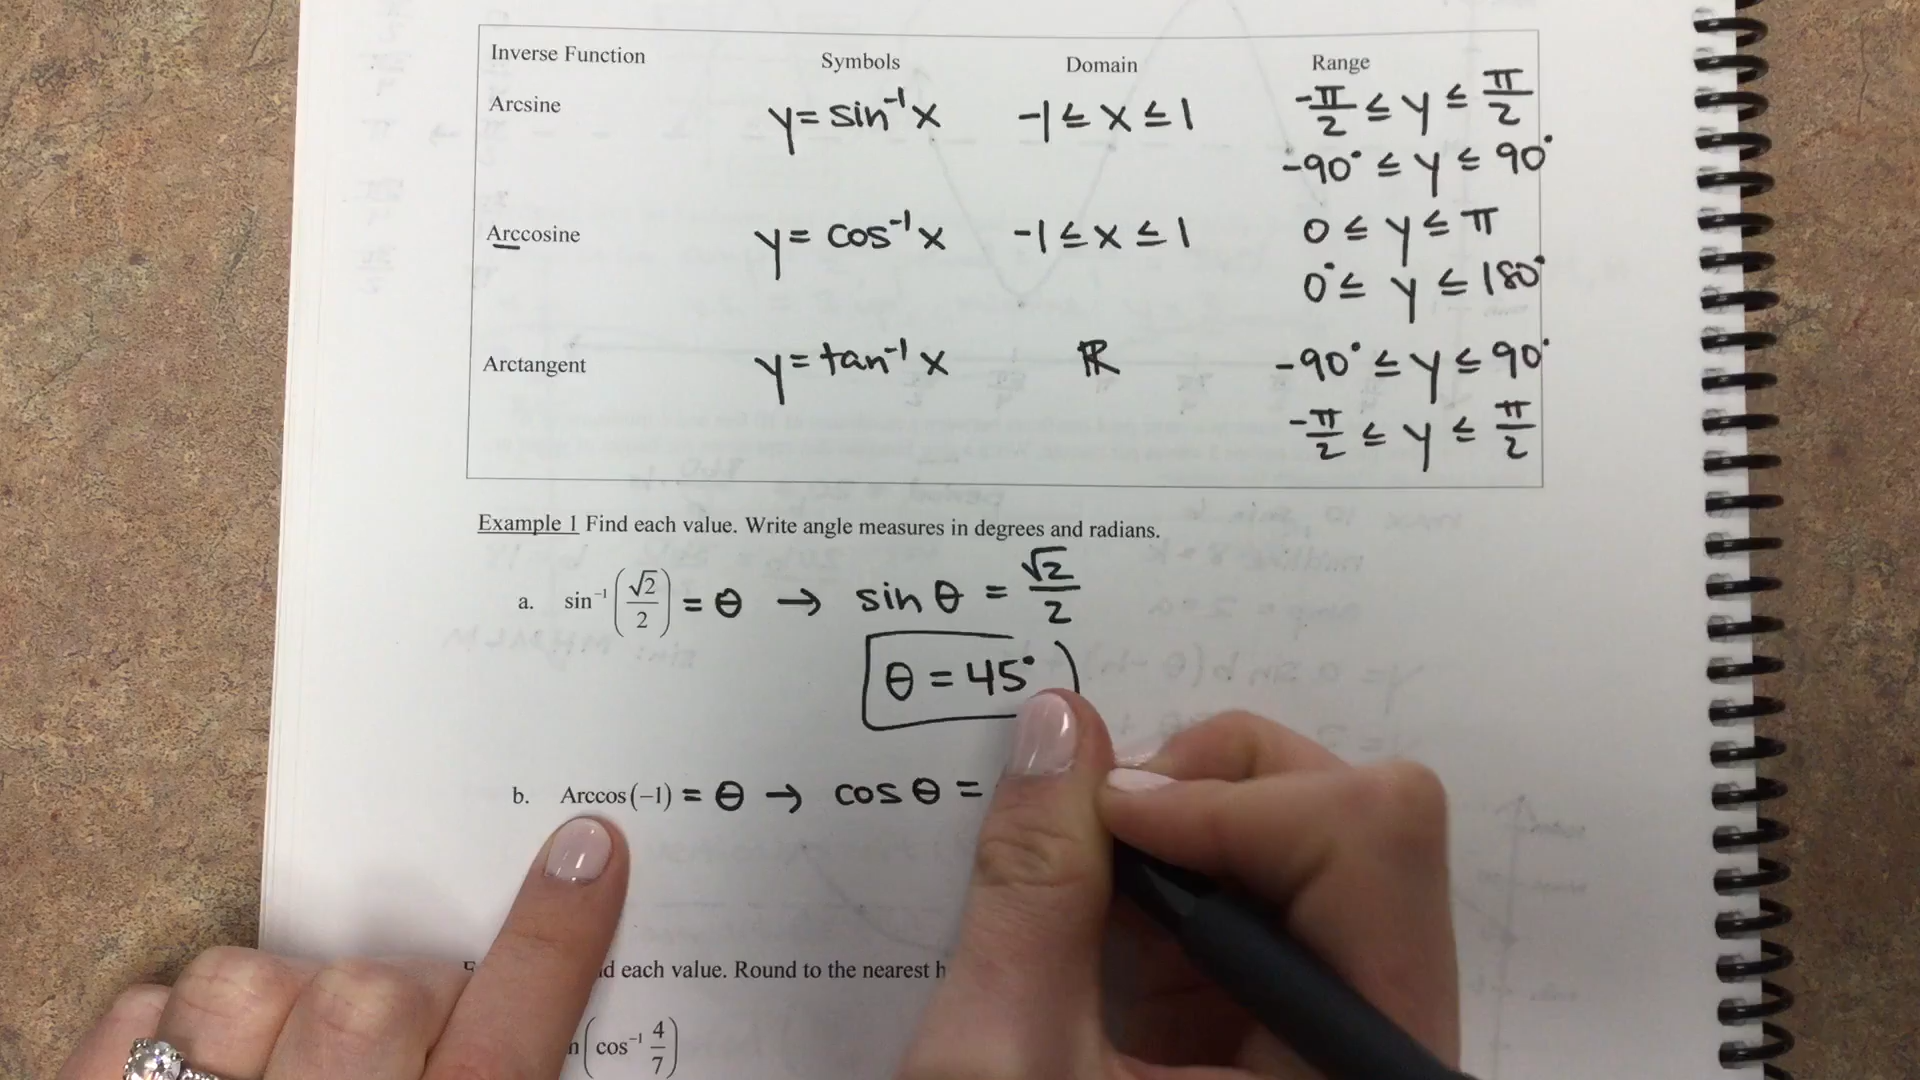 Inverse Function Symbols Domain Range
Arcsine y = sin⁻¹x -1 ≤ x ≤ 1 -π/2 ≤ y ≤ π/2
-90° ≤ y ≤ 90°
Arccosine y = cos⁻¹x -1 ≤ x ≤ 1 0 ≤ y ≤ π
0° ≤ y ≤ 180°
Arctangent y = tan⁻¹ x ℝ -90° ≤ y ≤ 90°
-π/2 ≤ y ≤ π/2
Example 1 Find each value. Write angle measures in degrees and radians.
a. sin⁻¹(√2/2) = θ → sin θ = √2/2
θ = 45°
b. Arccos(−1) = θ → cos θ =
each value. Round to the nearest
(cos⁻¹ 4/7)